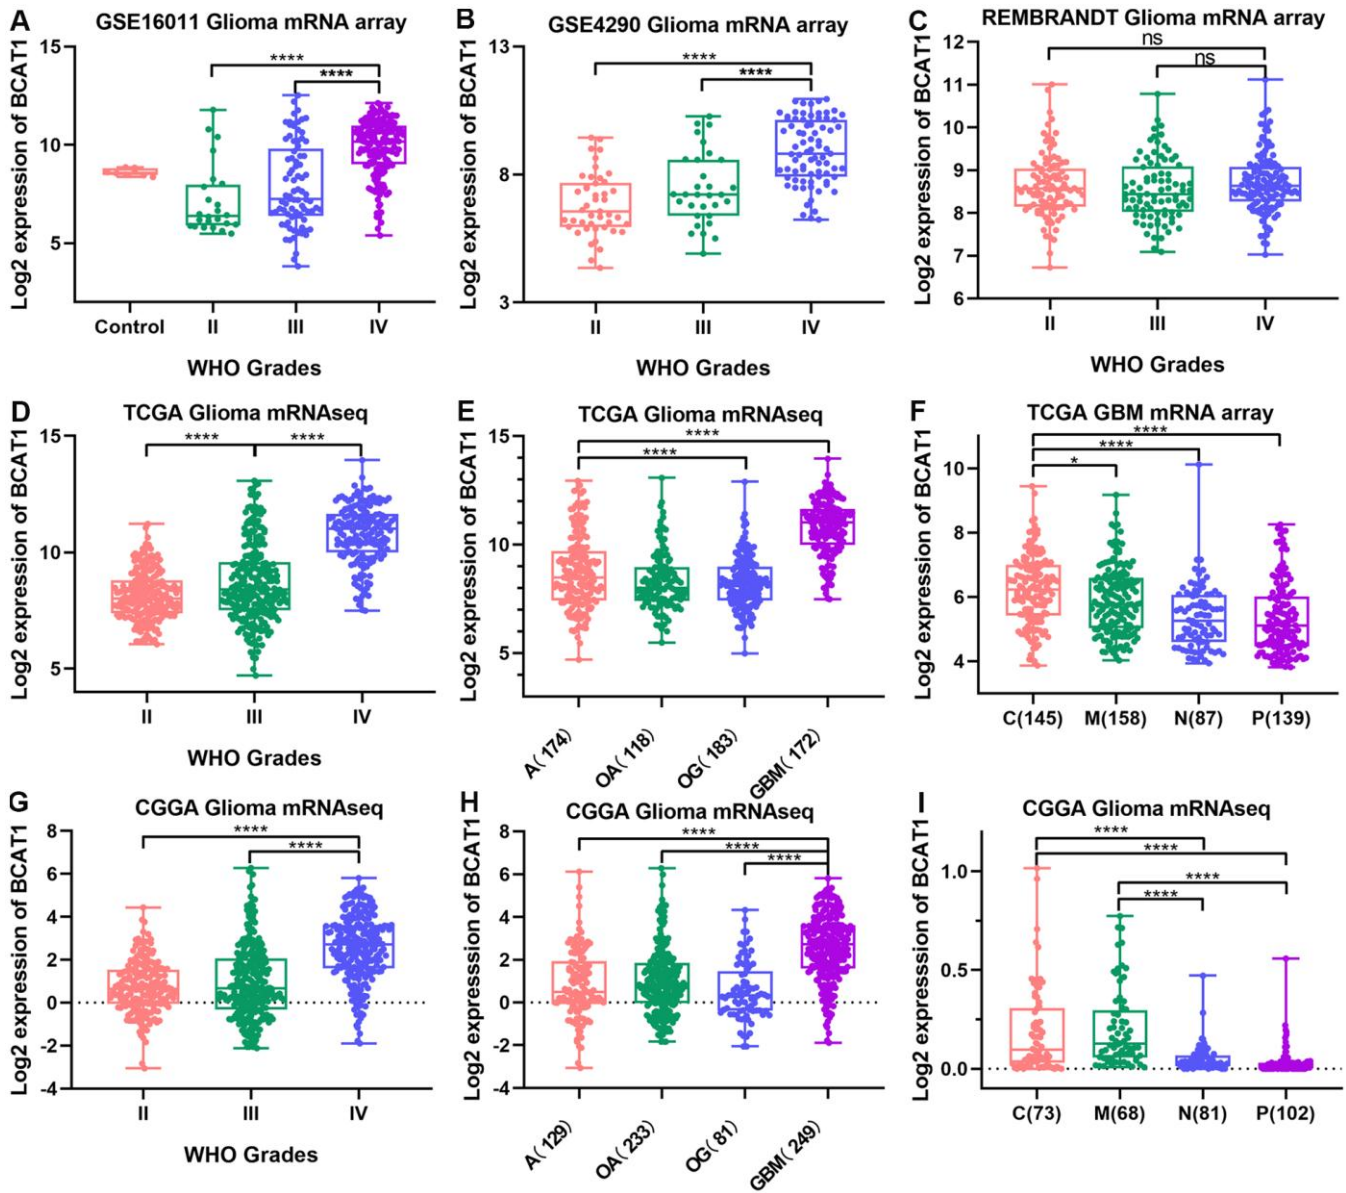 A
GSE16011 Glioma mRNA array
Log2 expression of BCAT1
15
10
5
****
****
Control
II
III
IV
WHO Grades
B
GSE4290 Glioma mRNA array
Log2 expression of BCAT1
13
8
3
****
****
II
III
IV
WHO Grades
C
REMBRANDT Glioma mRNA array
Log2 expression of BCAT1
12
11
10
9
8
7
6
ns
ns
II
III
IV
WHO Grades
D
TCGA Glioma mRNAseq
Log2 expression of BCAT1
15
10
5
****
****
II
III
IV
WHO Grades
E
TCGA Glioma mRNAseq
Log2 expression of BCAT1
15
10
5
****
****
A(174)
OA(118)
OG(183)
GBM(172)
F
TCGA GBM mRNA array
Log2 expression of BCAT1
10
8
6
4
****
****
*
C(145)
M(158)
N(87)
P(139)
G
CGGA Glioma mRNAseq
Log2 expression of BCAT1
8
6
4
2
0
-2
-4
****
****
II
III
IV
WHO Grades
H
CGGA Glioma mRNAseq
Log2 expression of BCAT1
8
6
4
2
0
-2
-4
****
****
****
A(129)
OA(233)
OG(81)
GBM(249)
I
CGGA Glioma mRNAseq
Log2 expression of BCAT1
1.0
0.5
0.0
****
****
****
****
C(73)
M(68)
N(81)
P(102)